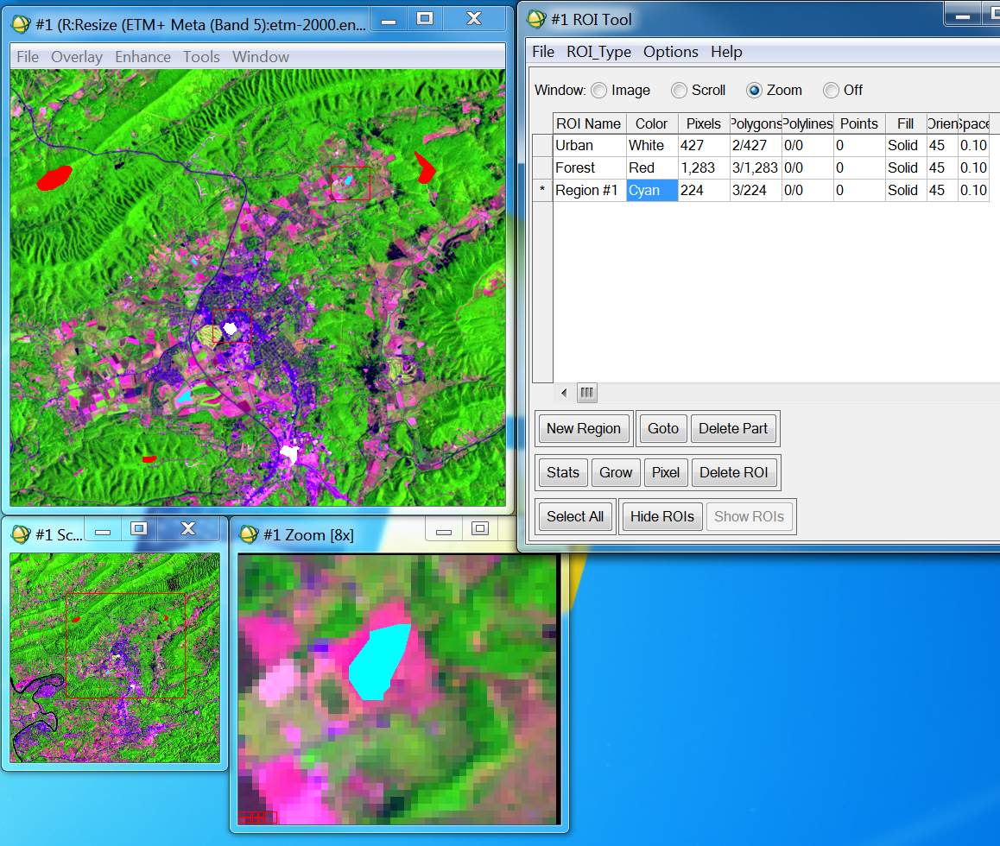 #1 (R:Resize (ETM+ Meta (Band 5):etm-2000.en...
File Overlay Enhance Tools Window
#1 ROI Tool
File ROI_Type Options Help
Window: Image Scroll Zoom Off
ROI Name Color Pixels Polygons Polylines Points Fill Orien Space
Urban White 427 2/427 0/0 0 Solid 45 0.10
Forest Red 1,283 3/1,283 0/0 0 Solid 45 0.10
* Region #1 Cyan 224 3/224 0/0 0 Solid 45 0.10
New Region Goto Delete Part
Stats Grow Pixel Delete ROI
Select All Hide ROIs Show ROIs
#1 Sc...
#1 Zoom [8x]